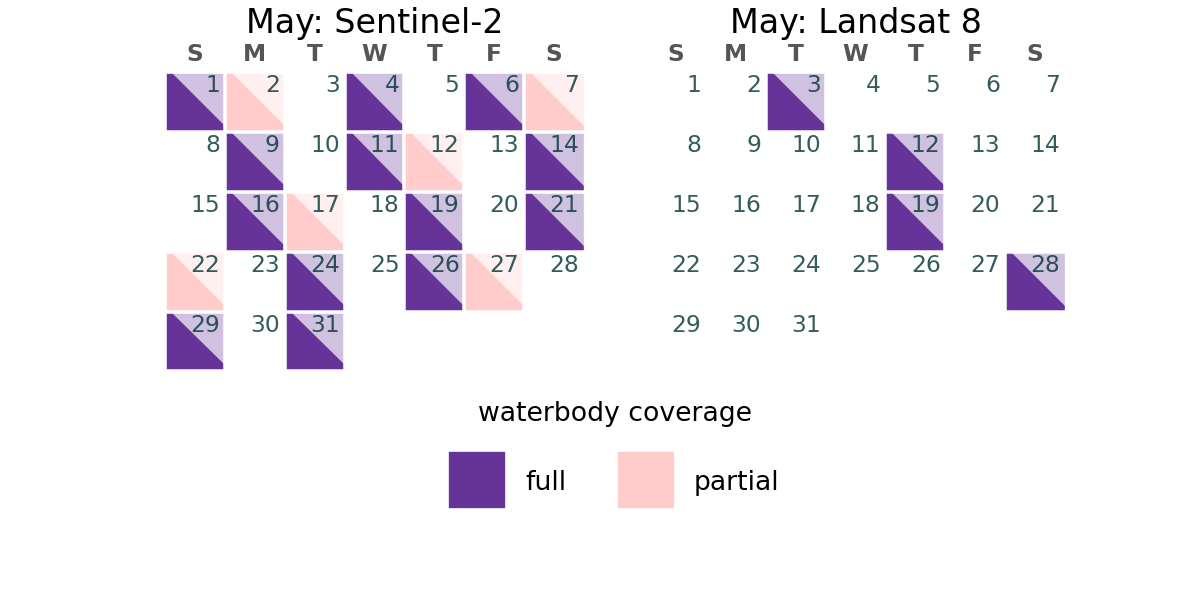 May: Sentinel-2
S M T W T F S
1 2 3 4 5 6 7
8 9 10 11 12 13 14
15 16 17 18 19 20 21
22 23 24 25 26 27 28
29 30 31
May: Landsat 8
S M T W T F S
1 2 3 4 5 6 7
8 9 10 11 12 13 14
15 16 17 18 19 20 21
22 23 24 25 26 27 28
29 30 31
waterbody coverage
full partial